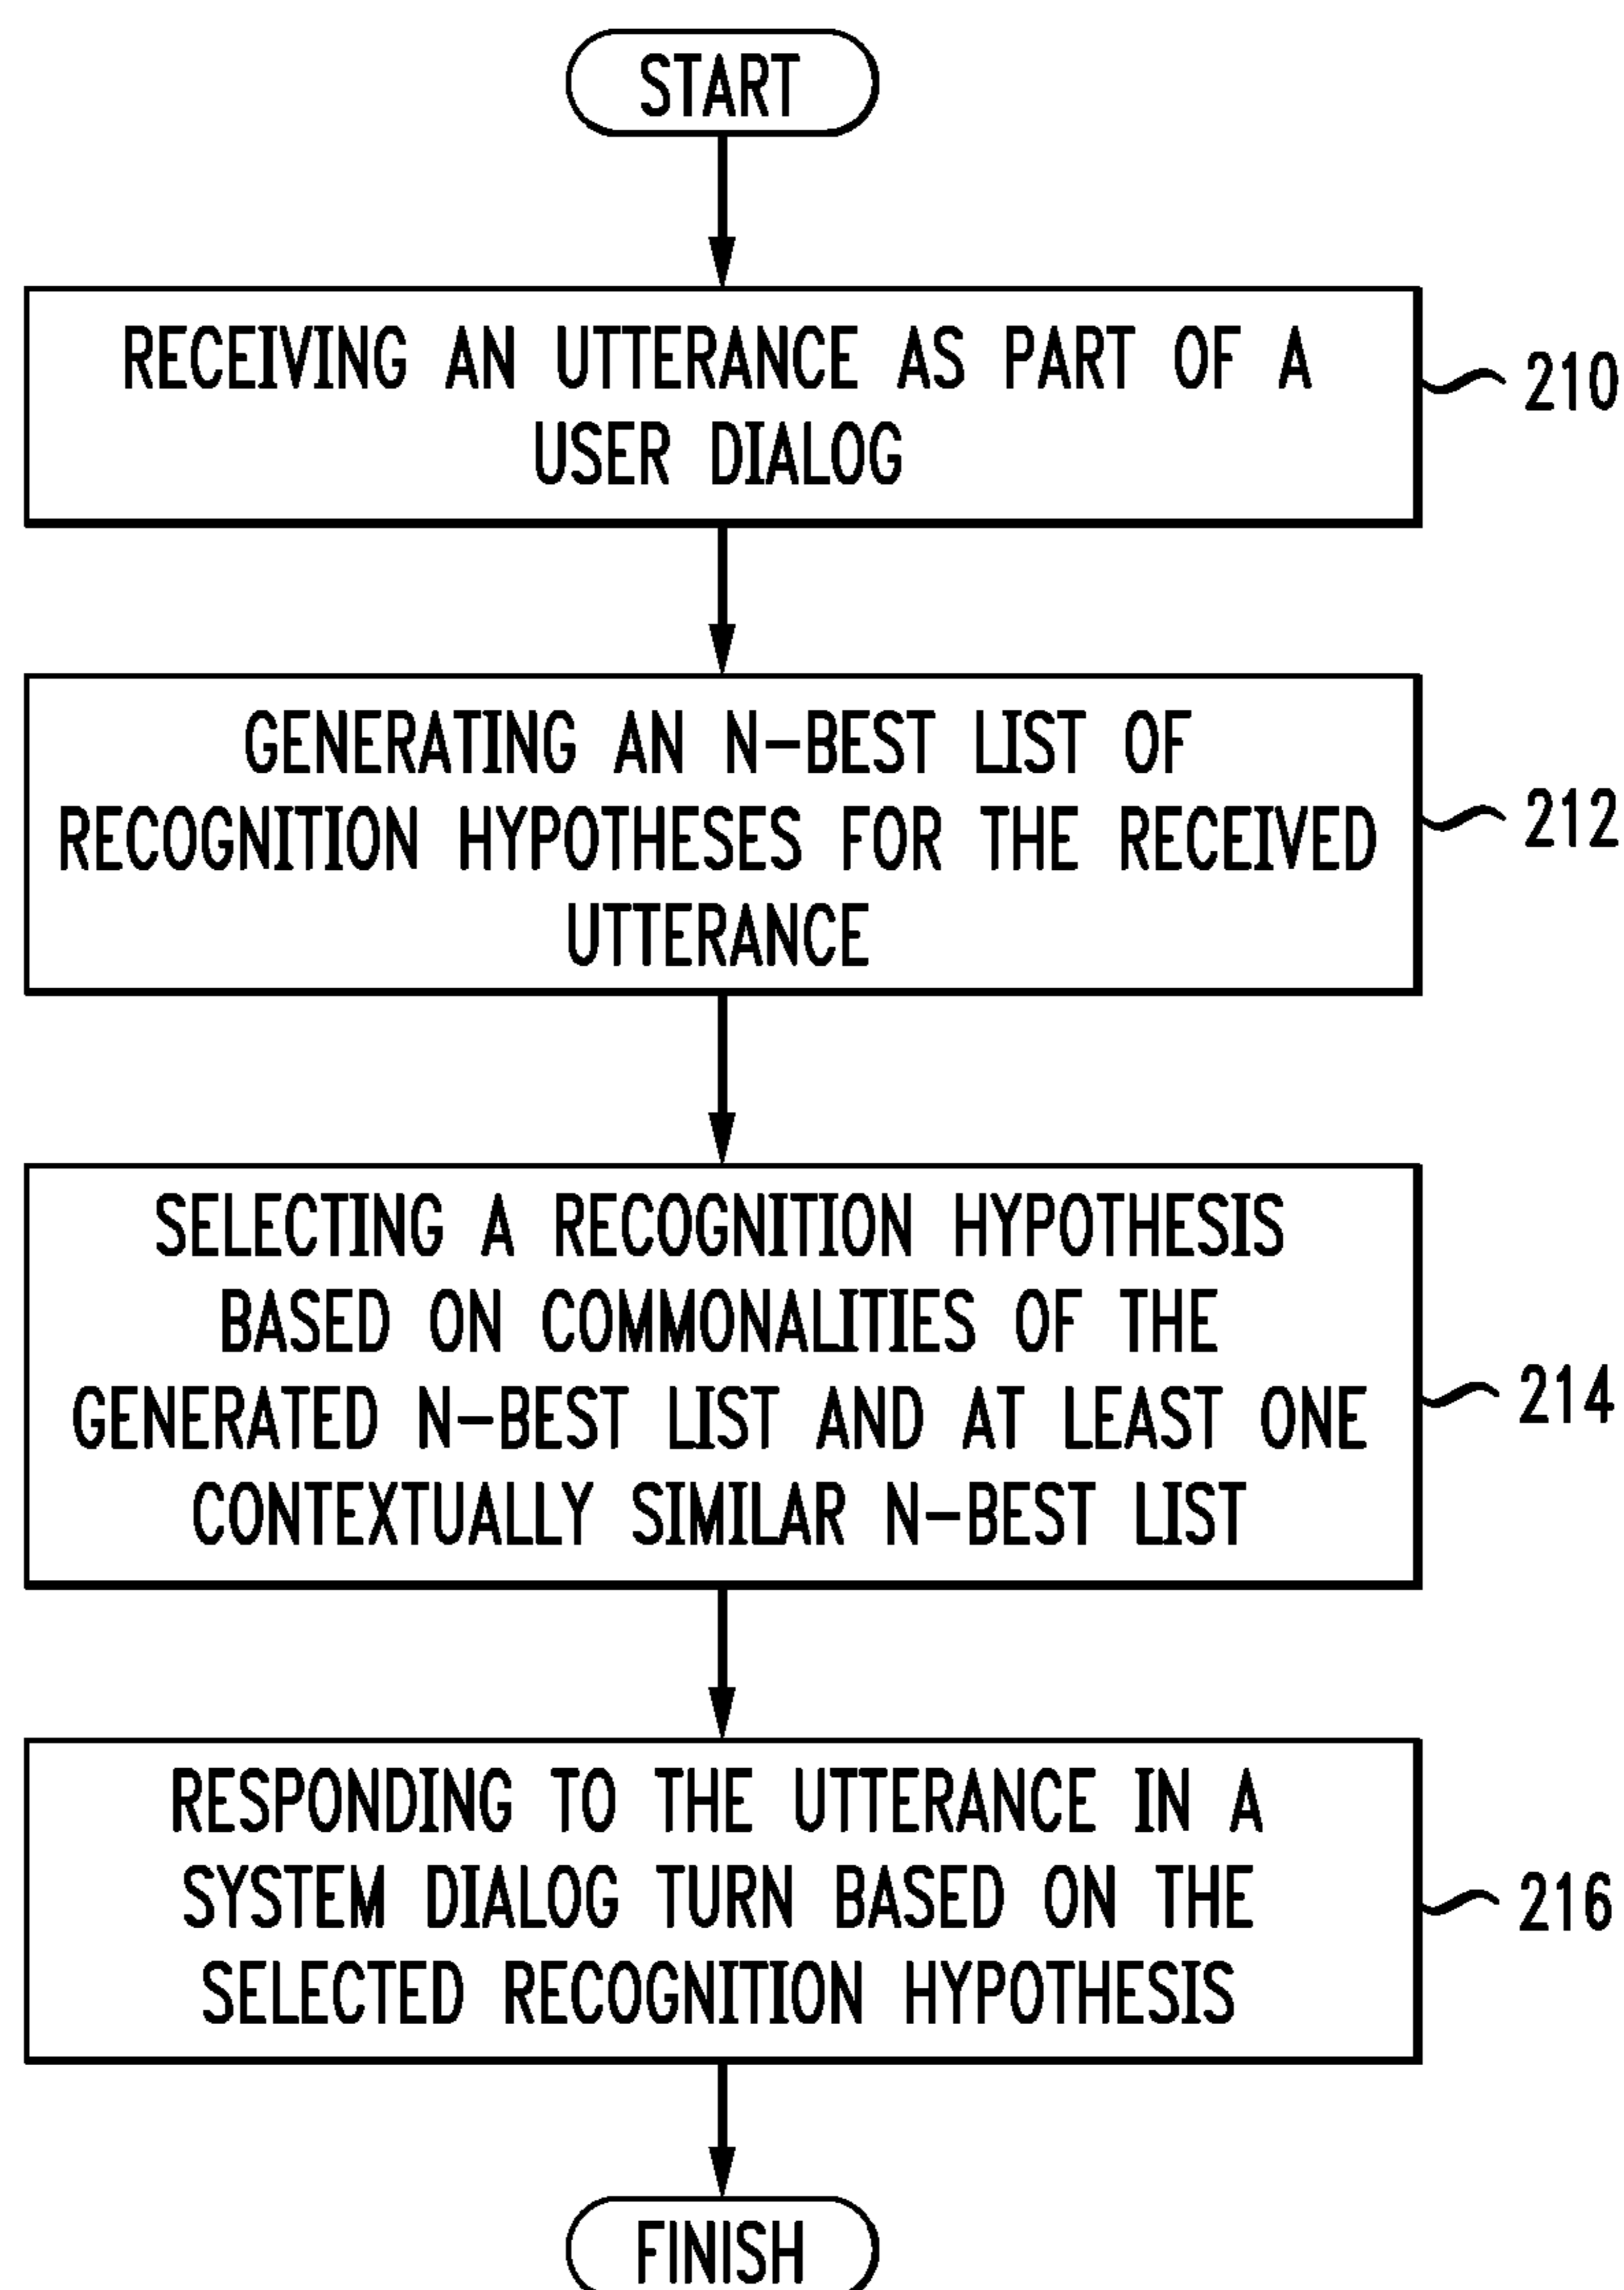 START
RECEIVING AN UTTERANCE AS PART OF A
USER DIALOG
210
GENERATING AN N-BEST LIST OF
RECOGNITION HYPOTHESES FOR THE RECEIVED
UTTERANCE
212
SELECTING A RECOGNITION HYPOTHESIS
BASED ON COMMONALITIES OF THE
GENERATED N-BEST LIST AND AT LEAST ONE
CONTEXTUALLY SIMILAR N-BEST LIST
214
RESPONDING TO THE UTTERANCE IN A
SYSTEM DIALOG TURN BASED ON THE
SELECTED RECOGNITION HYPOTHESIS
216
FINISH